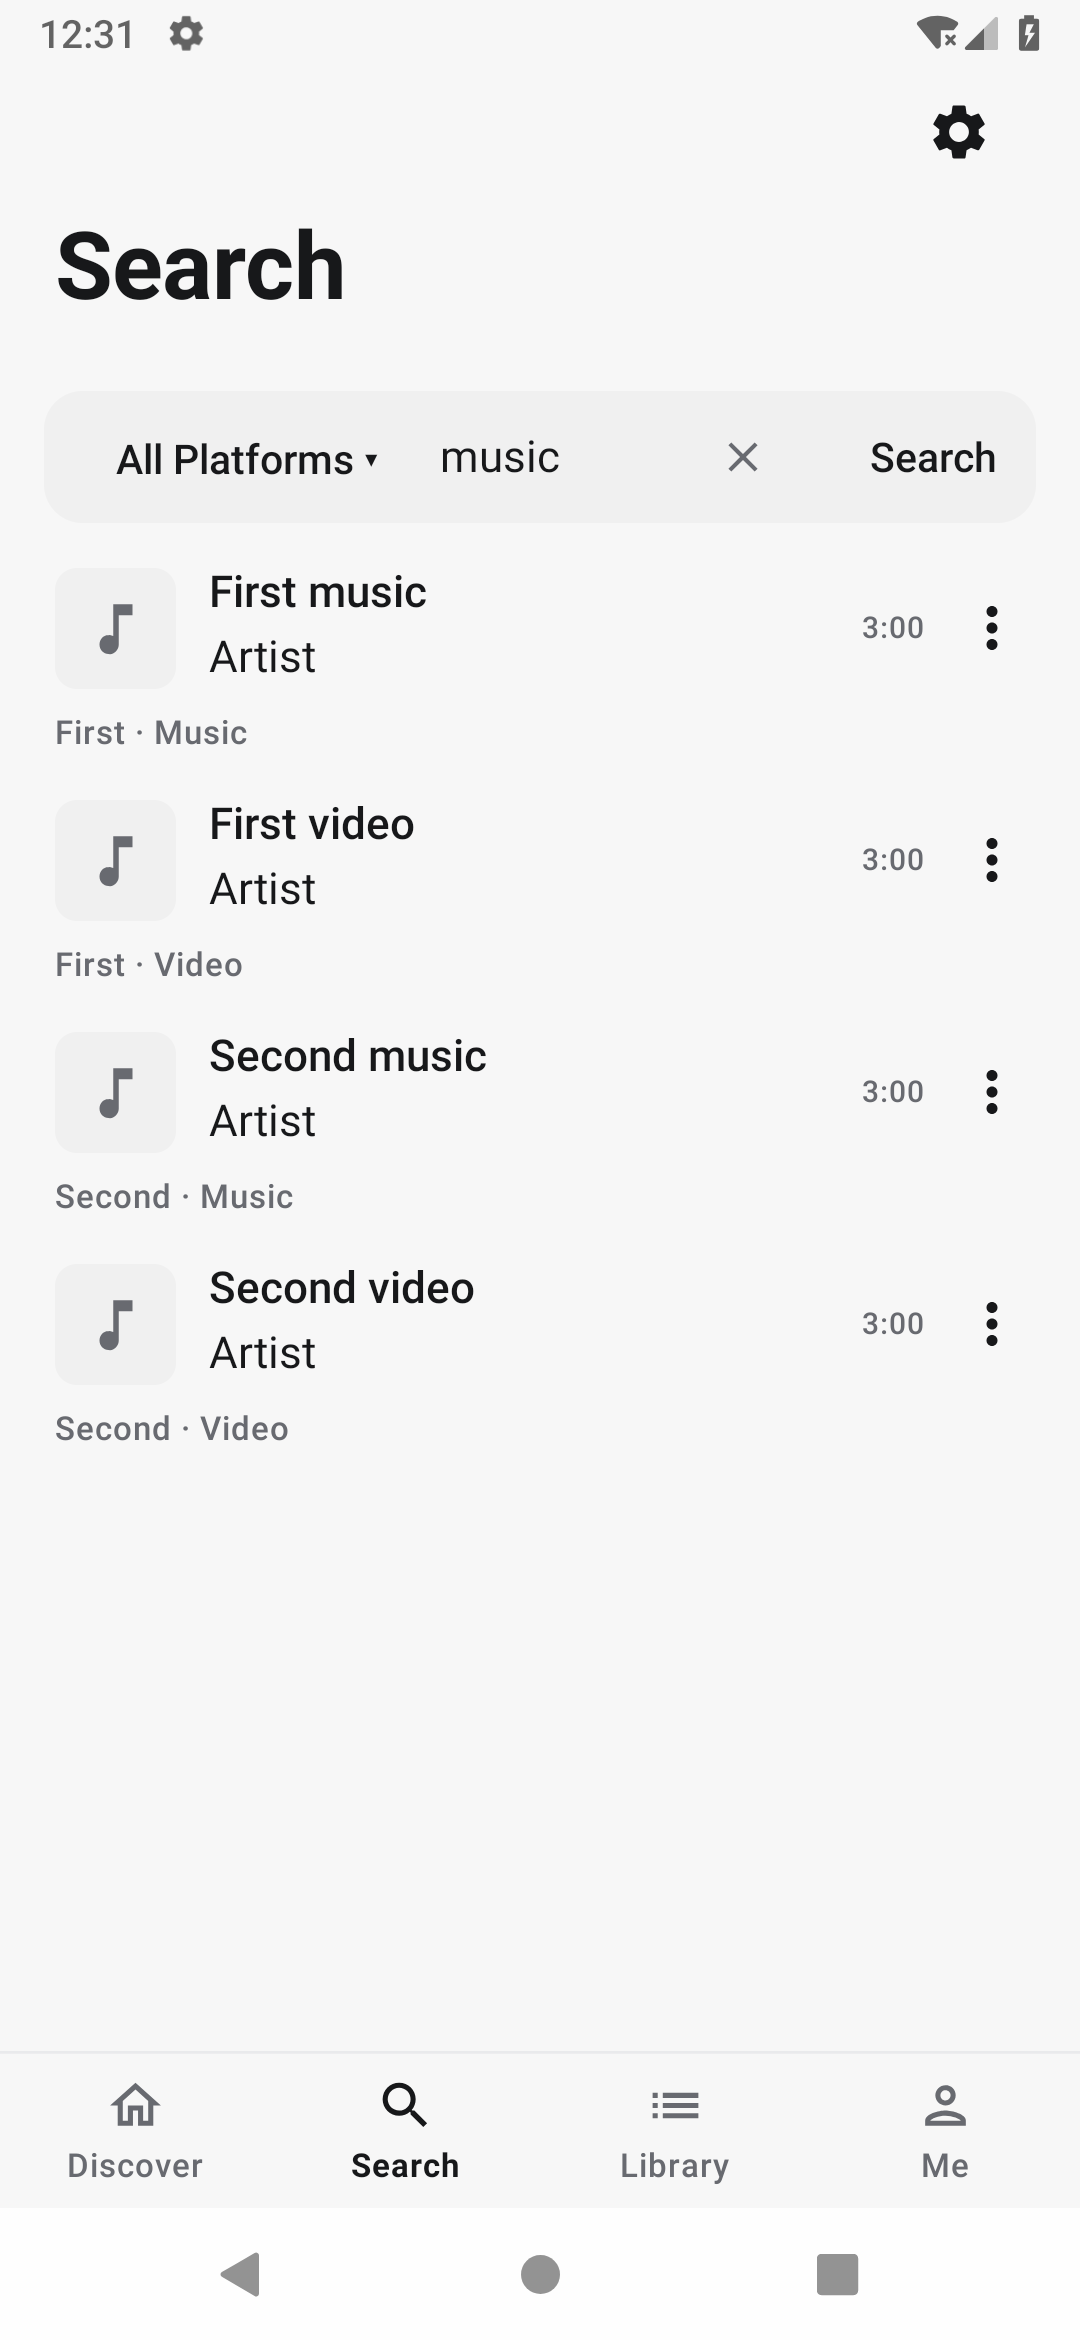 12:31
Search
All Platforms ▾ music Search
First music
Artist
3:00
First · Music
First video
Artist
3:00
First · Video
Second music
Artist
3:00
Second · Music
Second video
Artist
3:00
Second · Video
Discover Search Library Me